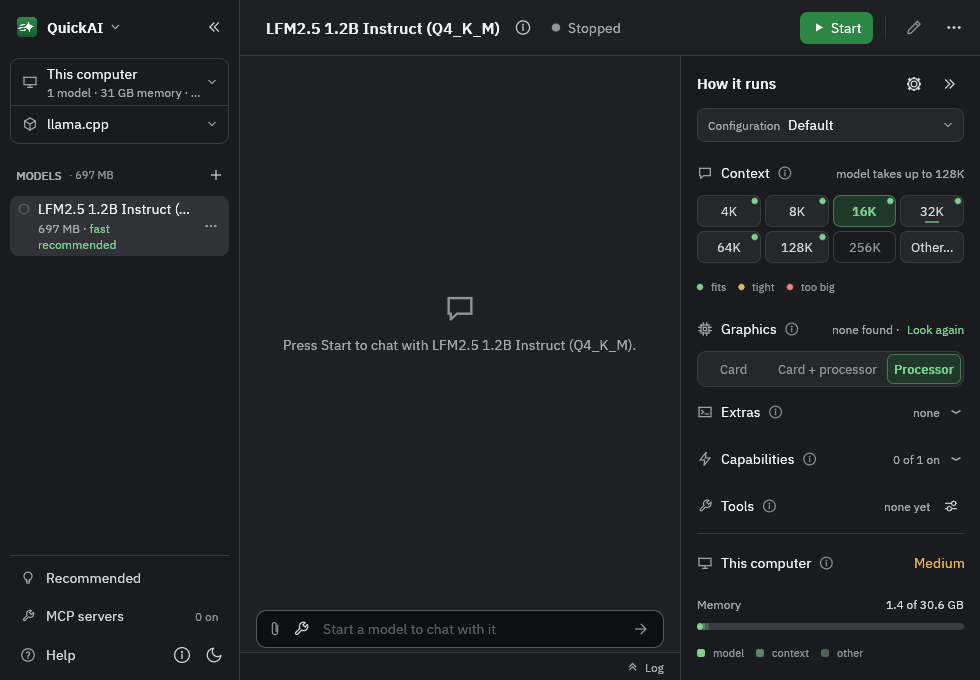 QuickAI
This computer
1 model · 31 GB memory · ...
llama.cpp
MODELS · 697 MB
LFM2.5 1.2B Instruct (...
697 MB · fast
recommended
Recommended
MCP servers 0 on
Help
LFM2.5 1.2B Instruct (Q4_K_M)
Stopped
Start
Press Start to chat with LFM2.5 1.2B Instruct (Q4_K_M).
Start a model to chat with it
Log
How it runs
Configuration Default
Context model takes up to 128K
4K 8K 16K 32K
64K 128K 256K Other...
fits tight too big
Graphics none found · Look again
Card Card + processor Processor
Extras none
Capabilities 0 of 1 on
Tools none yet
This computer Medium
Memory 1.4 of 30.6 GB
model context other